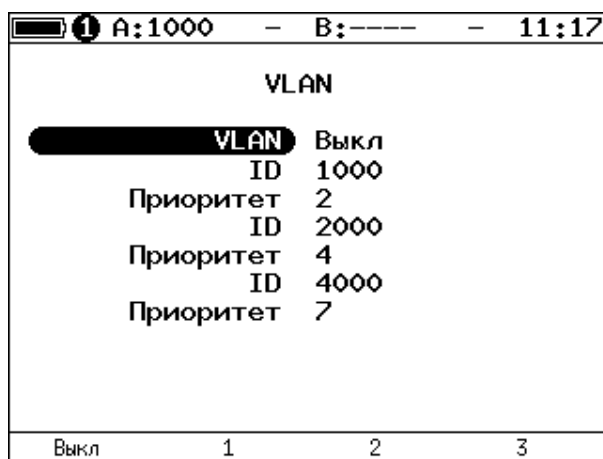 1 A:1000 – B:---- – 11:17
VLAN
VLAN Выкл
ID 1000
Приоритет 2
ID 2000
Приоритет 4
ID 4000
Приоритет 7
Выкл 1 2 3